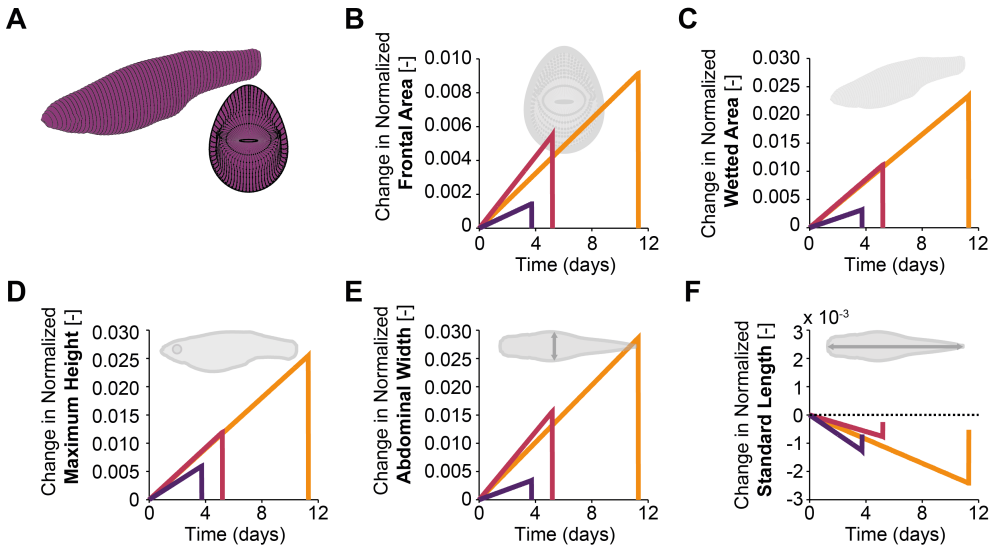 A
B
Change in Normalized
Frontal Area [-]
0.010
0.008
0.006
0.004
0.002
0
0
4
8
12
Time (days)
C
Change in Normalized
Wetted Area [-]
0.030
0.025
0.020
0.015
0.010
0.005
0
0
4
8
12
Time (days)
D
Change in Normalized
Maximum Height [-]
0.030
0.025
0.020
0.015
0.010
0.005
0
0
4
8
12
Time (days)
E
Change in Normalized
Abdominal Width [-]
0.030
0.025
0.020
0.015
0.010
0.005
0
0
4
8
12
Time (days)
F
Change in Normalized
Standard Length [-]
x 10-3
3
2
1
0
-1
-2
-3
0
4
8
12
Time (days)